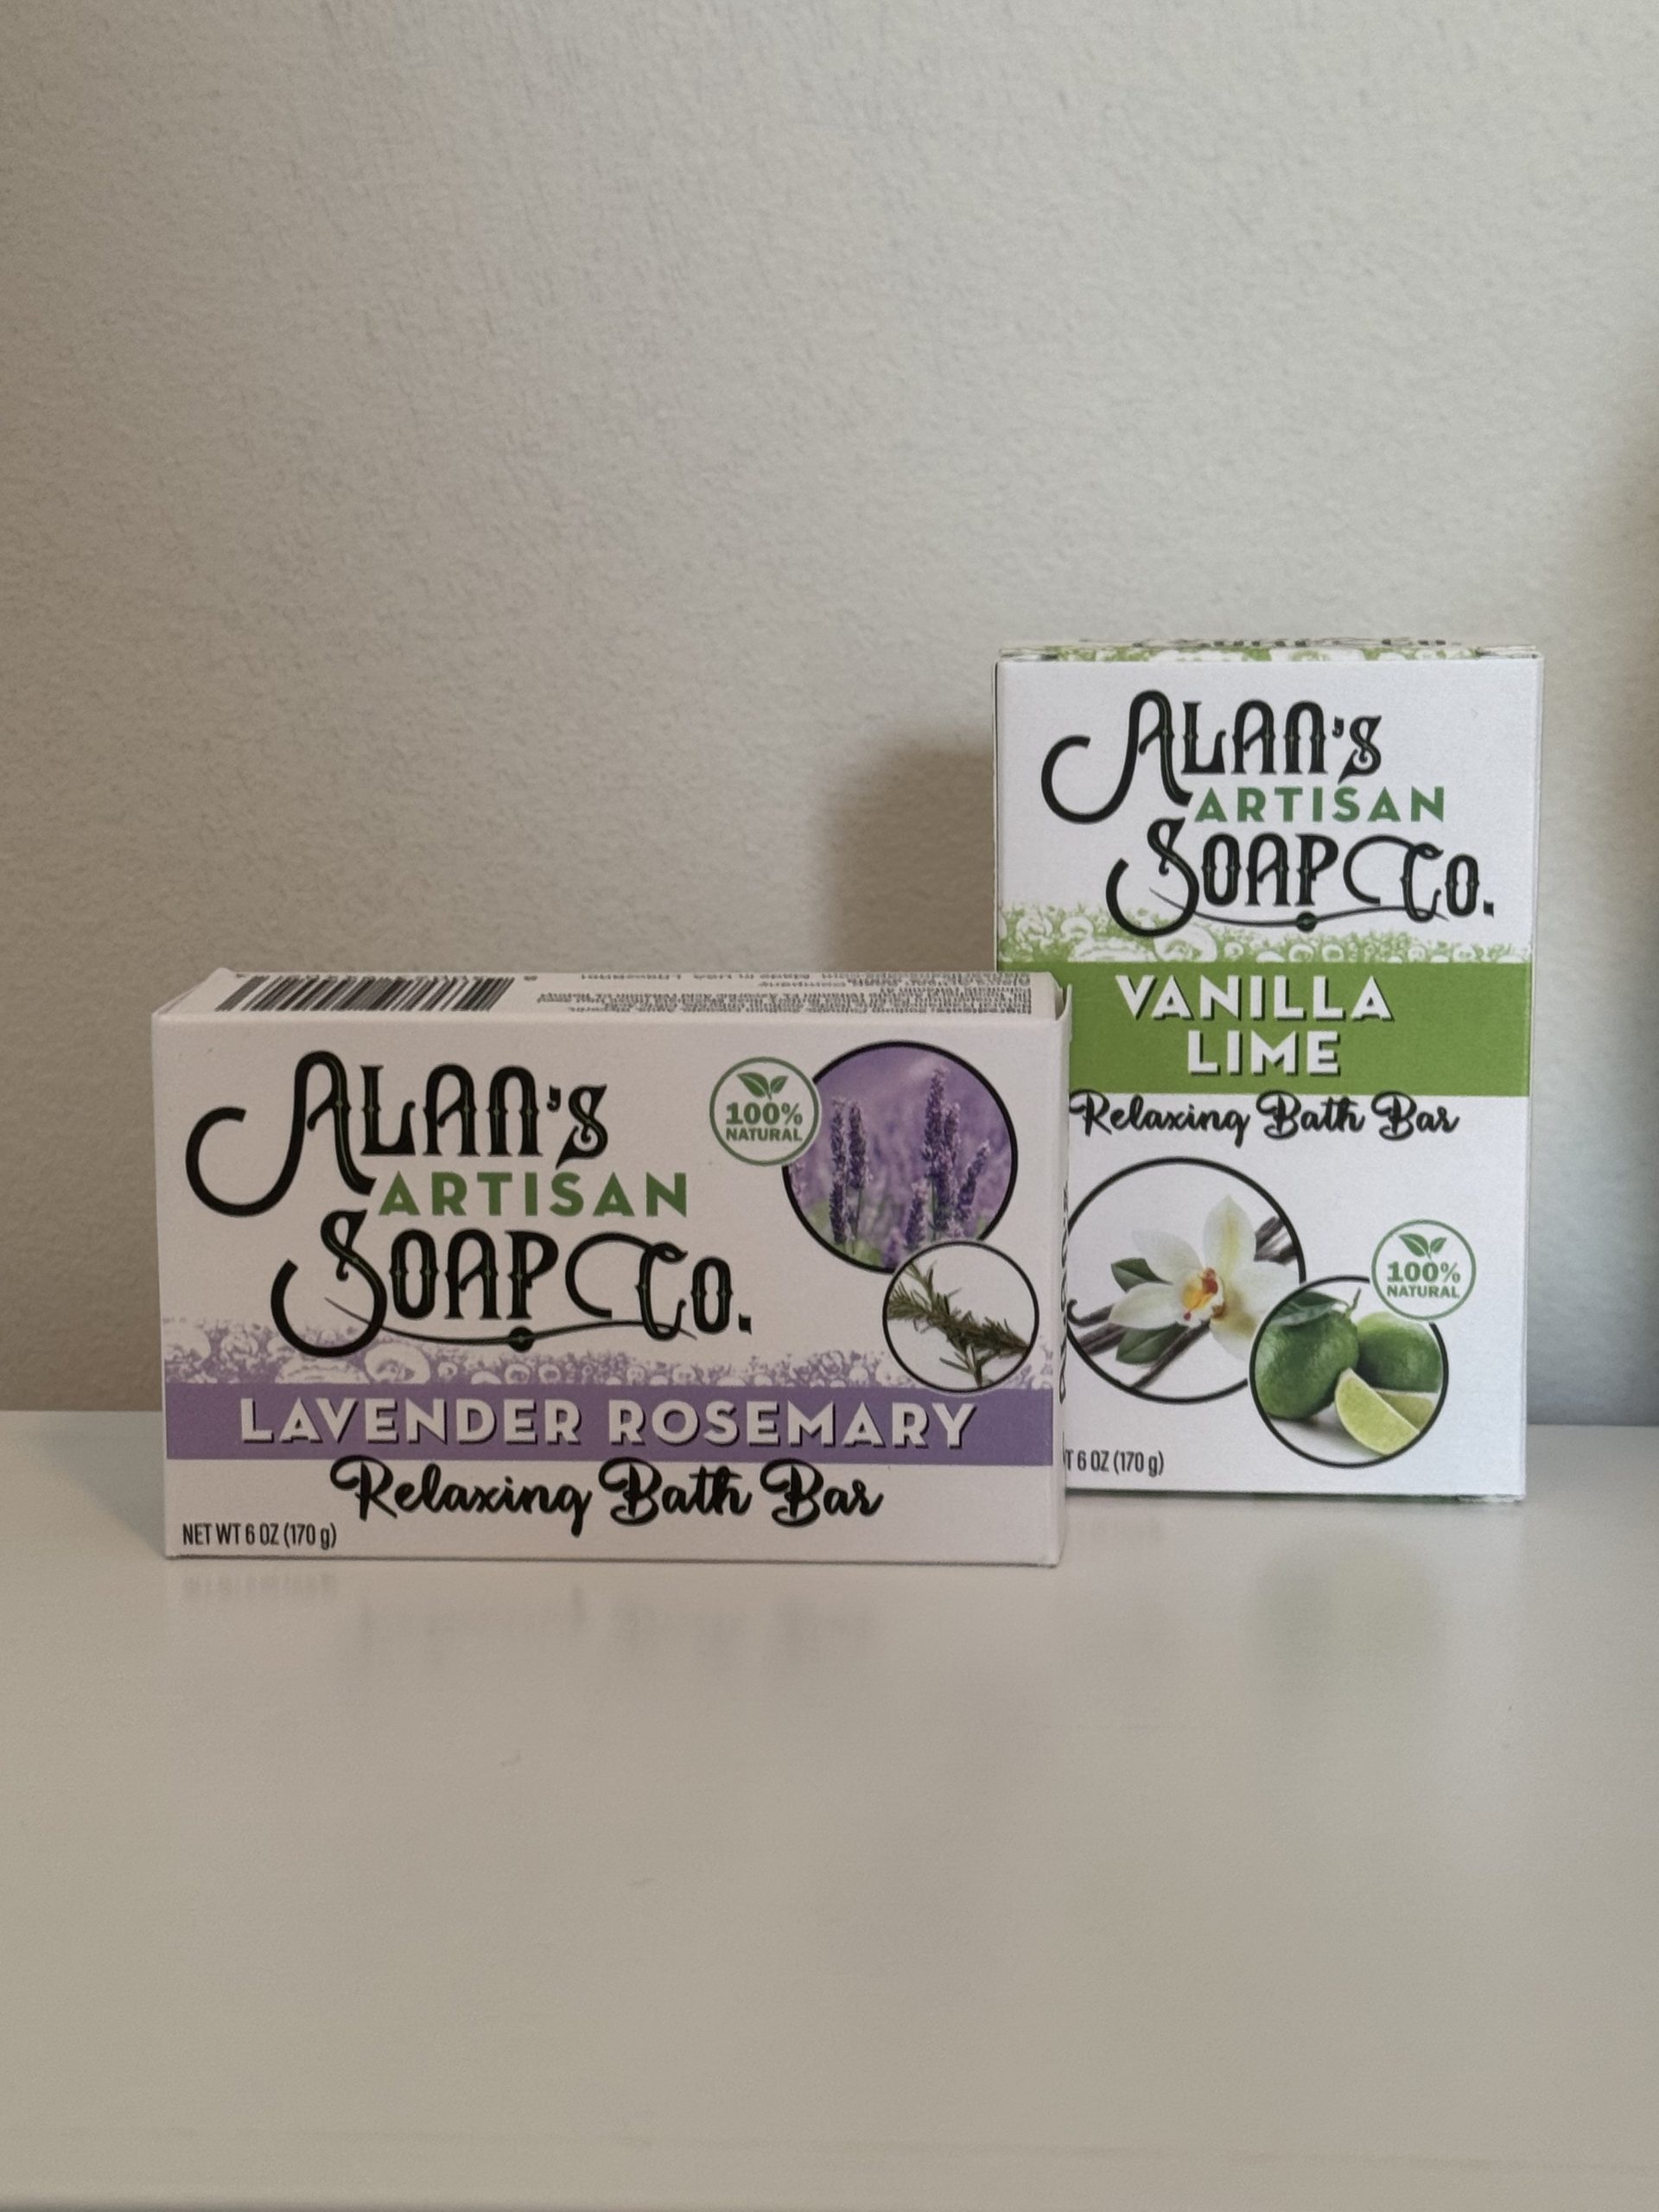 ALAN'S
ARTISAN
SOAP CO.
100%
NATURAL
LAVENDER ROSEMARY
Relaxing Bath Bar
NET WT 6 OZ (170 g)
ALAN'S
ARTISAN
SOAP CO.
VANILLA
LIME
Relaxing Bath Bar
100%
NATURAL
6 OZ (170 g)